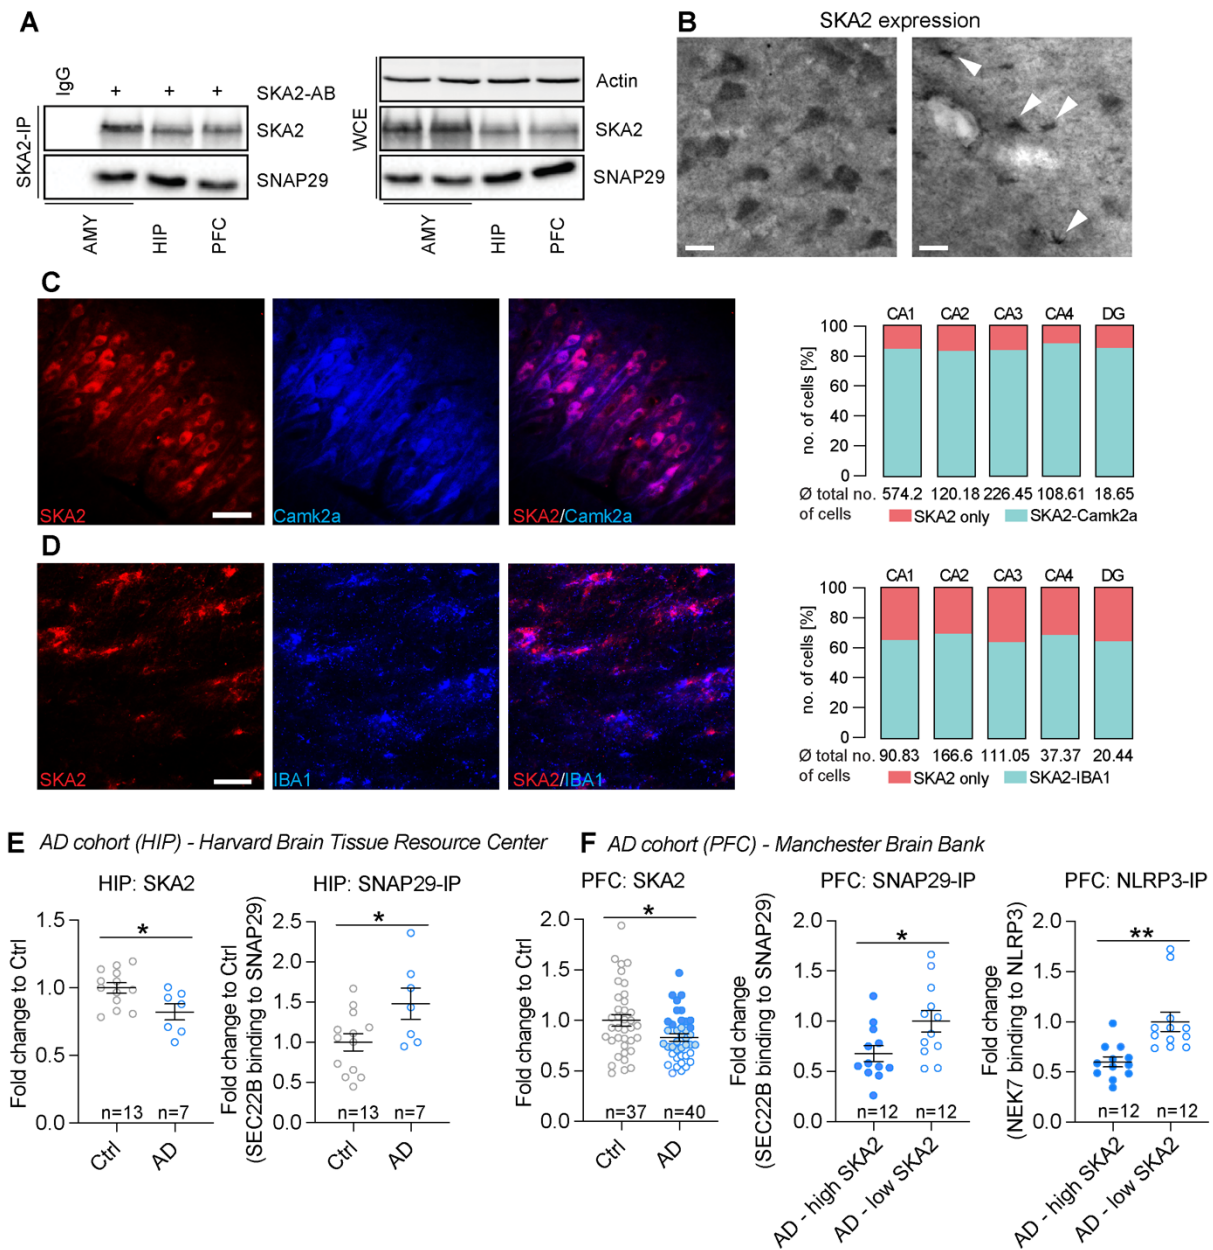 A
IgG
+ + + SKA2-AB
SKA2-IP
SKA2
SNAP29
AMY
HIP
PFC
WCE
Actin
SKA2
SNAP29
AMY
HIP
PFC
B
SKA2 expression
C
SKA2
Camk2a
SKA2/Camk2a
CA1 CA2 CA3 CA4 DG
no. of cells [%]
100
80
60
40
20
0
Ø total no. 574.2 120.18 226.45 108.61 18.65
of cells
SKA2 only SKA2-Camk2a
D
SKA2
IBA1
SKA2/IBA1
CA1 CA2 CA3 CA4 DG
no. of cells [%]
100
80
60
40
20
0
Ø total no. 90.83 166.6 111.05 37.37 20.44
of cells
SKA2 only SKA2-IBA1
E AD cohort (HIP) - Harvard Brain Tissue Resource Center
HIP: SKA2
Fold change to Ctrl
1.5
1.0
0.5
0.0
*
n=13 n=7
Ctrl
AD
HIP: SNAP29-IP
Fold change to Ctrl
(SEC22B binding to SNAP29)
2.5
2.0
1.5
1.0
0.5
0.0
*
n=13 n=7
Ctrl
AD
F AD cohort (PFC) - Manchester Brain Bank
PFC: SKA2
Fold change to Ctrl
2.0
1.5
1.0
0.5
0.0
*
n=37 n=40
Ctrl
AD
PFC: SNAP29-IP
Fold change
(SEC22B binding to SNAP29)
2.0
1.5
1.0
0.5
0.0
*
n=12 n=12
AD - high SKA2
AD - low SKA2
PFC: NLRP3-IP
Fold change
(NEK7 binding to NLRP3)
2.0
1.5
1.0
0.5
0.0
**
n=12 n=12
AD - high SKA2
AD - low SKA2